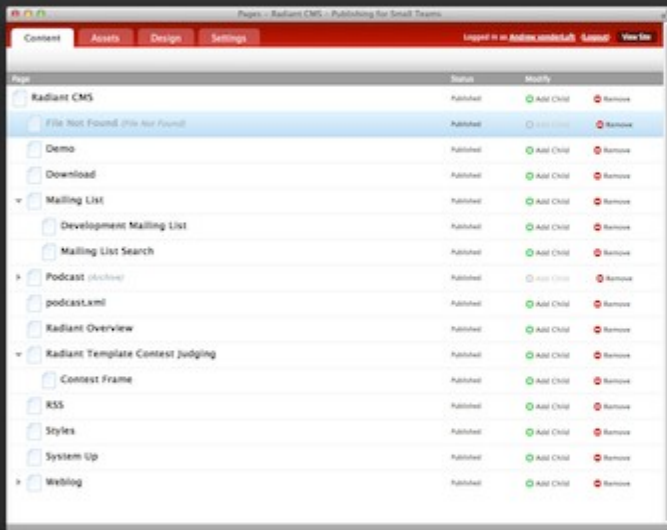 Pages – Radiant CMS – Publishing for Small Teams
Content Assets Design Settings Logged in as Andrew vonderLuft (Logout) View Site
Page Status Modify
Radiant CMS Published Add Child Remove
File Not Found (File Not Found) Published Add Child Remove
Demo Published Add Child Remove
Download Published Add Child Remove
Mailing List Published Add Child Remove
Development Mailing List Published Add Child Remove
Mailing List Search Published Add Child Remove
Podcast (Archive) Published Add Child Remove
podcast.xml Published Add Child Remove
Radiant Overview Published Add Child Remove
Radiant Template Contest Judging Published Add Child Remove
Contest Frame Published Add Child Remove
RSS Published Add Child Remove
Styles Published Add Child Remove
System Up Published Add Child Remove
Weblog Published Add Child Remove